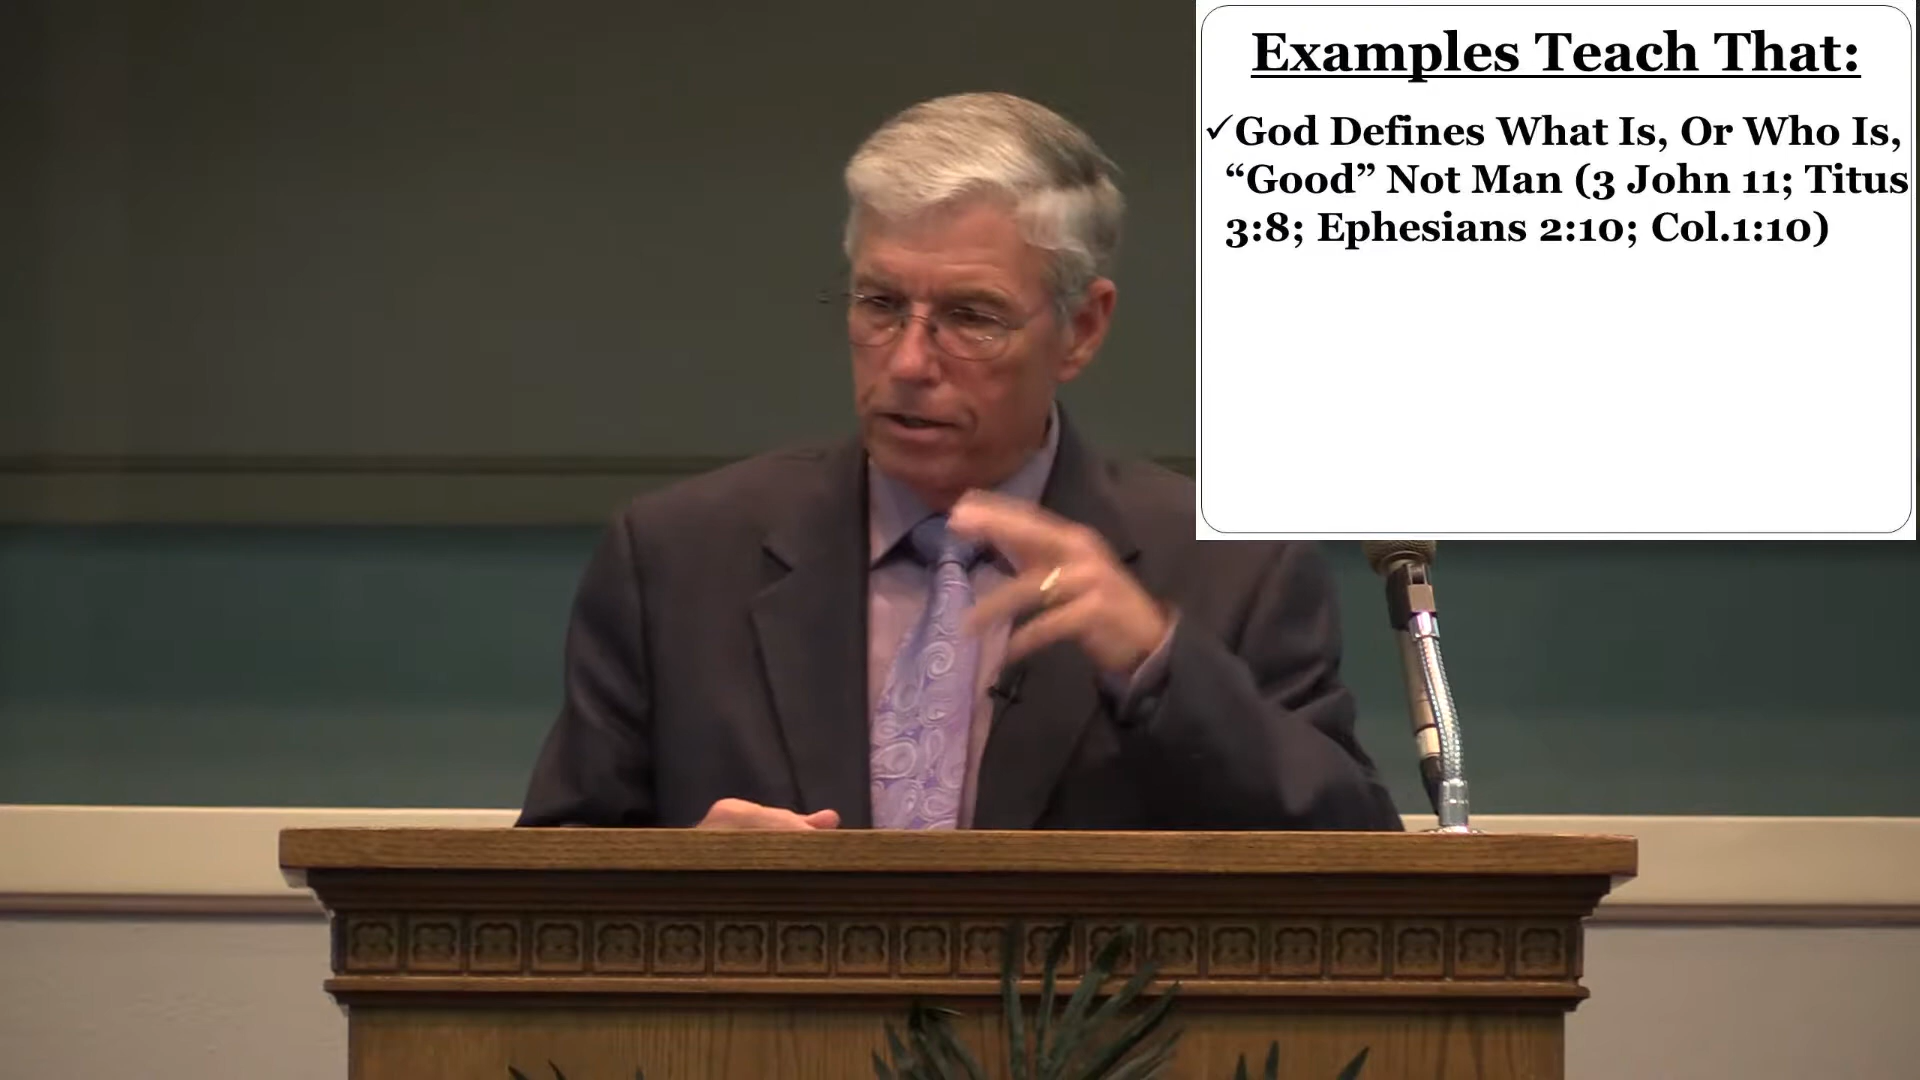 Examples Teach That:
✓God Defines What Is, Or Who Is,
“Good” Not Man (3 John 11; Titus
3:8; Ephesians 2:10; Col.1:10)